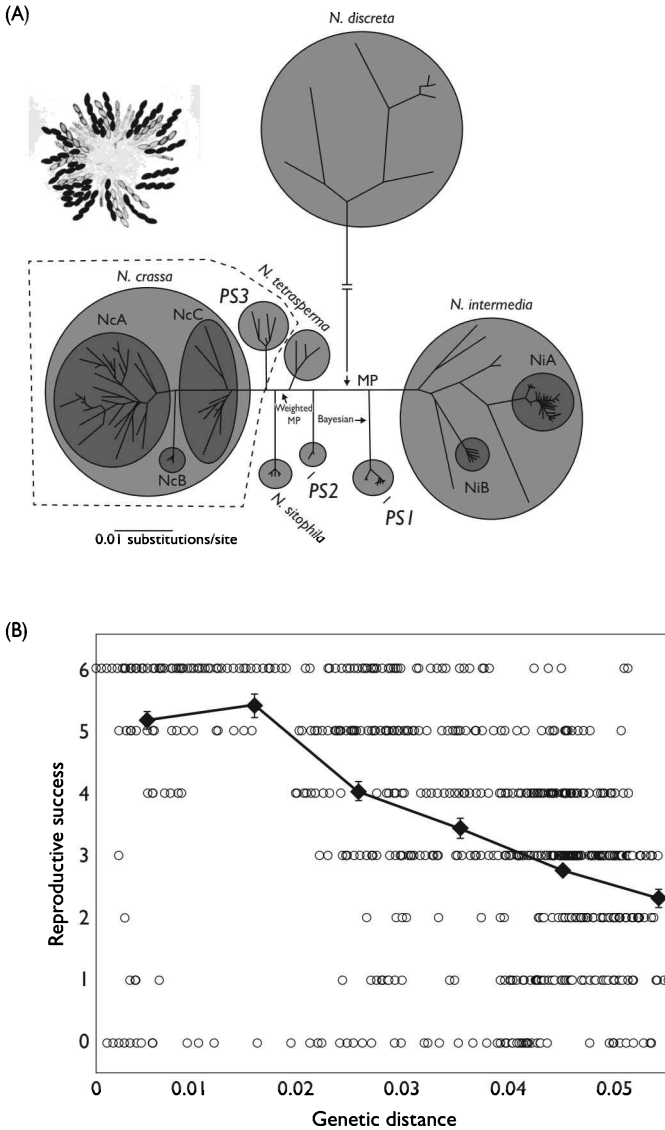 (A)
N. discreta
N. crassa
PS3
N. tetrasperma
N. intermedia
NcA
NcC
NiA
MP
Weighted
MP
Bayesian
NcB
PS2
NiB
N. sitophila
PS1
0.01 substitutions/site
(B)
6
5
4
3
2
1
0
Reproductive success
0
0.01
0.02
0.03
0.04
0.05
Genetic distance